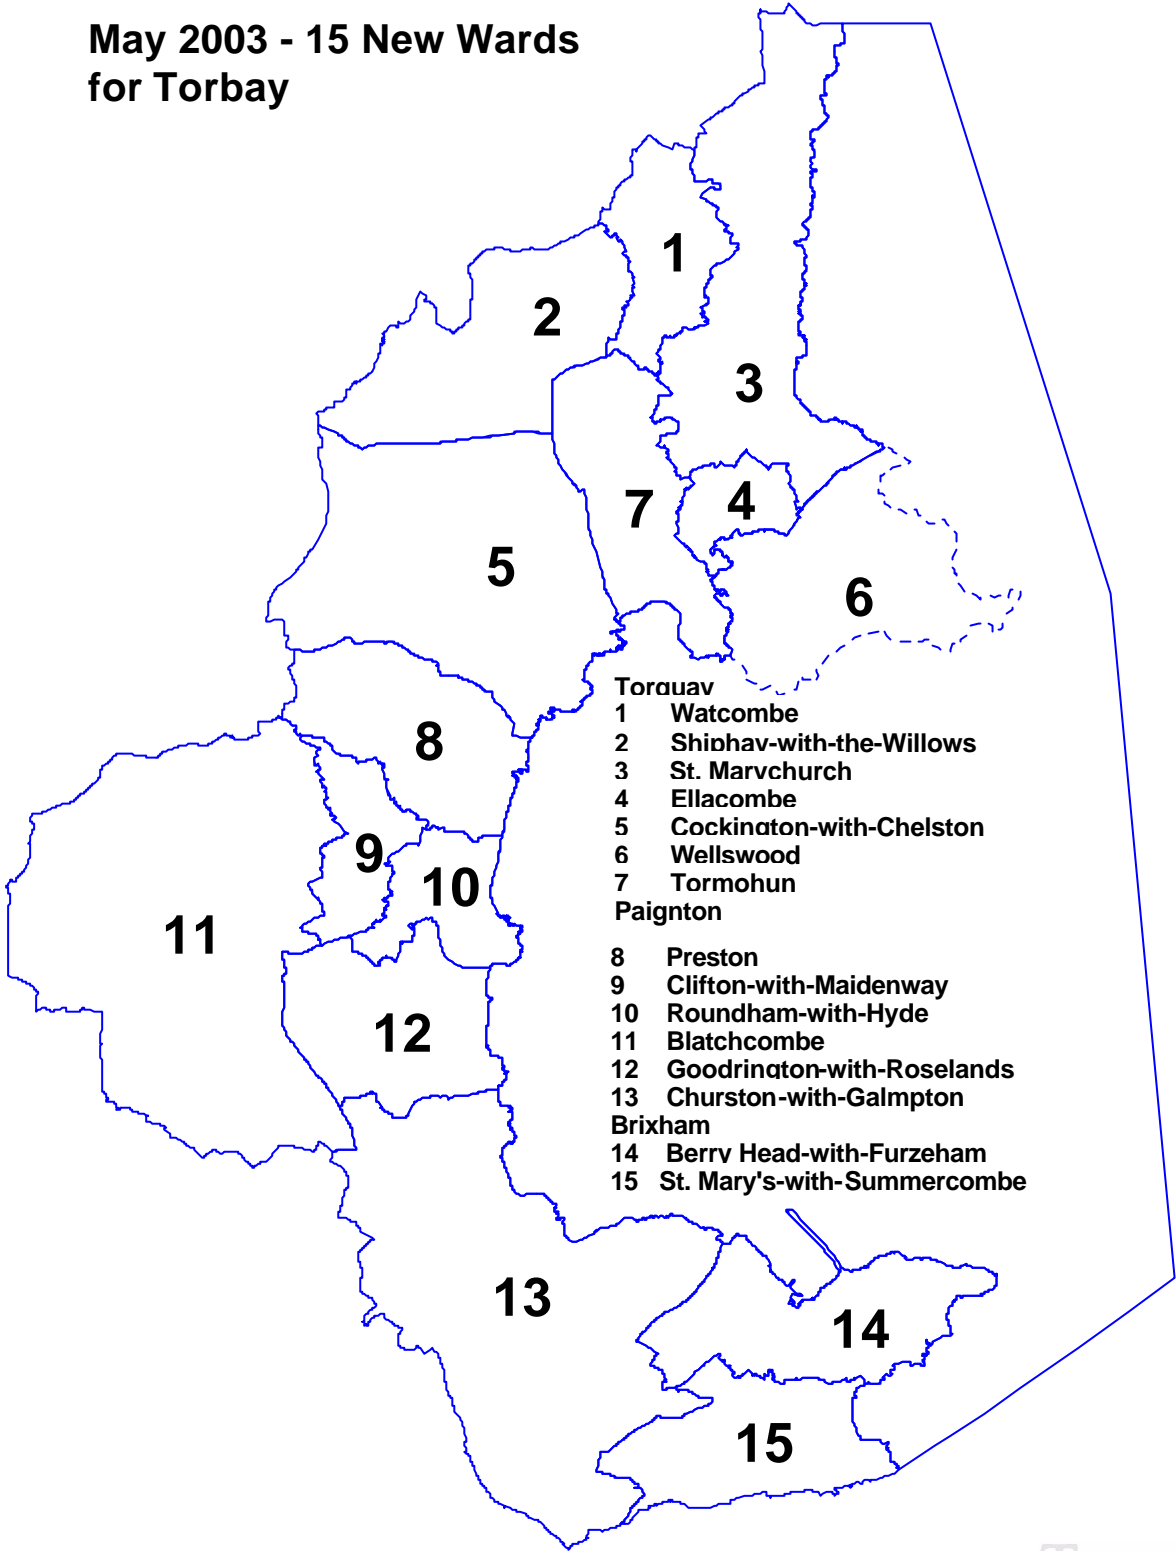 May 2003 - 15 New Wards
for Torbay
1
2
3
4
5
6
7
8
9
10
11
12
13
14
15
Torquay
1 Watcombe
2 Shiphay-with-the-Willows
3 St. Marychurch
4 Ellacombe
5 Cockington-with-Chelston
6 Wellswood
7 Tormohun
Paignton
8 Preston
9 Clifton-with-Maidenway
10 Roundham-with-Hyde
11 Blatchcombe
12 Goodrington-with-Roselands
13 Churston-with-Galmpton
Brixham
14 Berry Head-with-Furzeham
15 St. Mary's-with-Summercombe